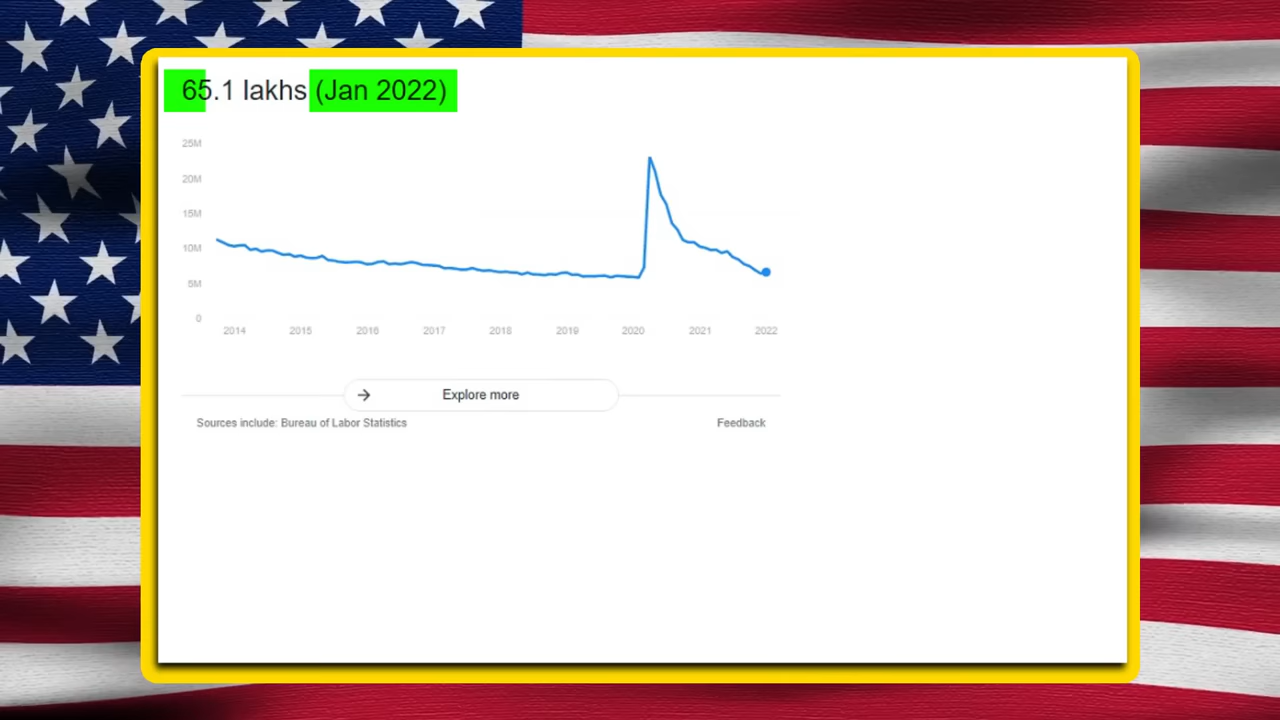 65.1 lakhs (Jan 2022)
25M
20M
15M
10M
5M
0
2014 2015 2016 2017 2018 2019 2020 2021 2022
Explore more
Sources include: Bureau of Labor Statistics Feedback